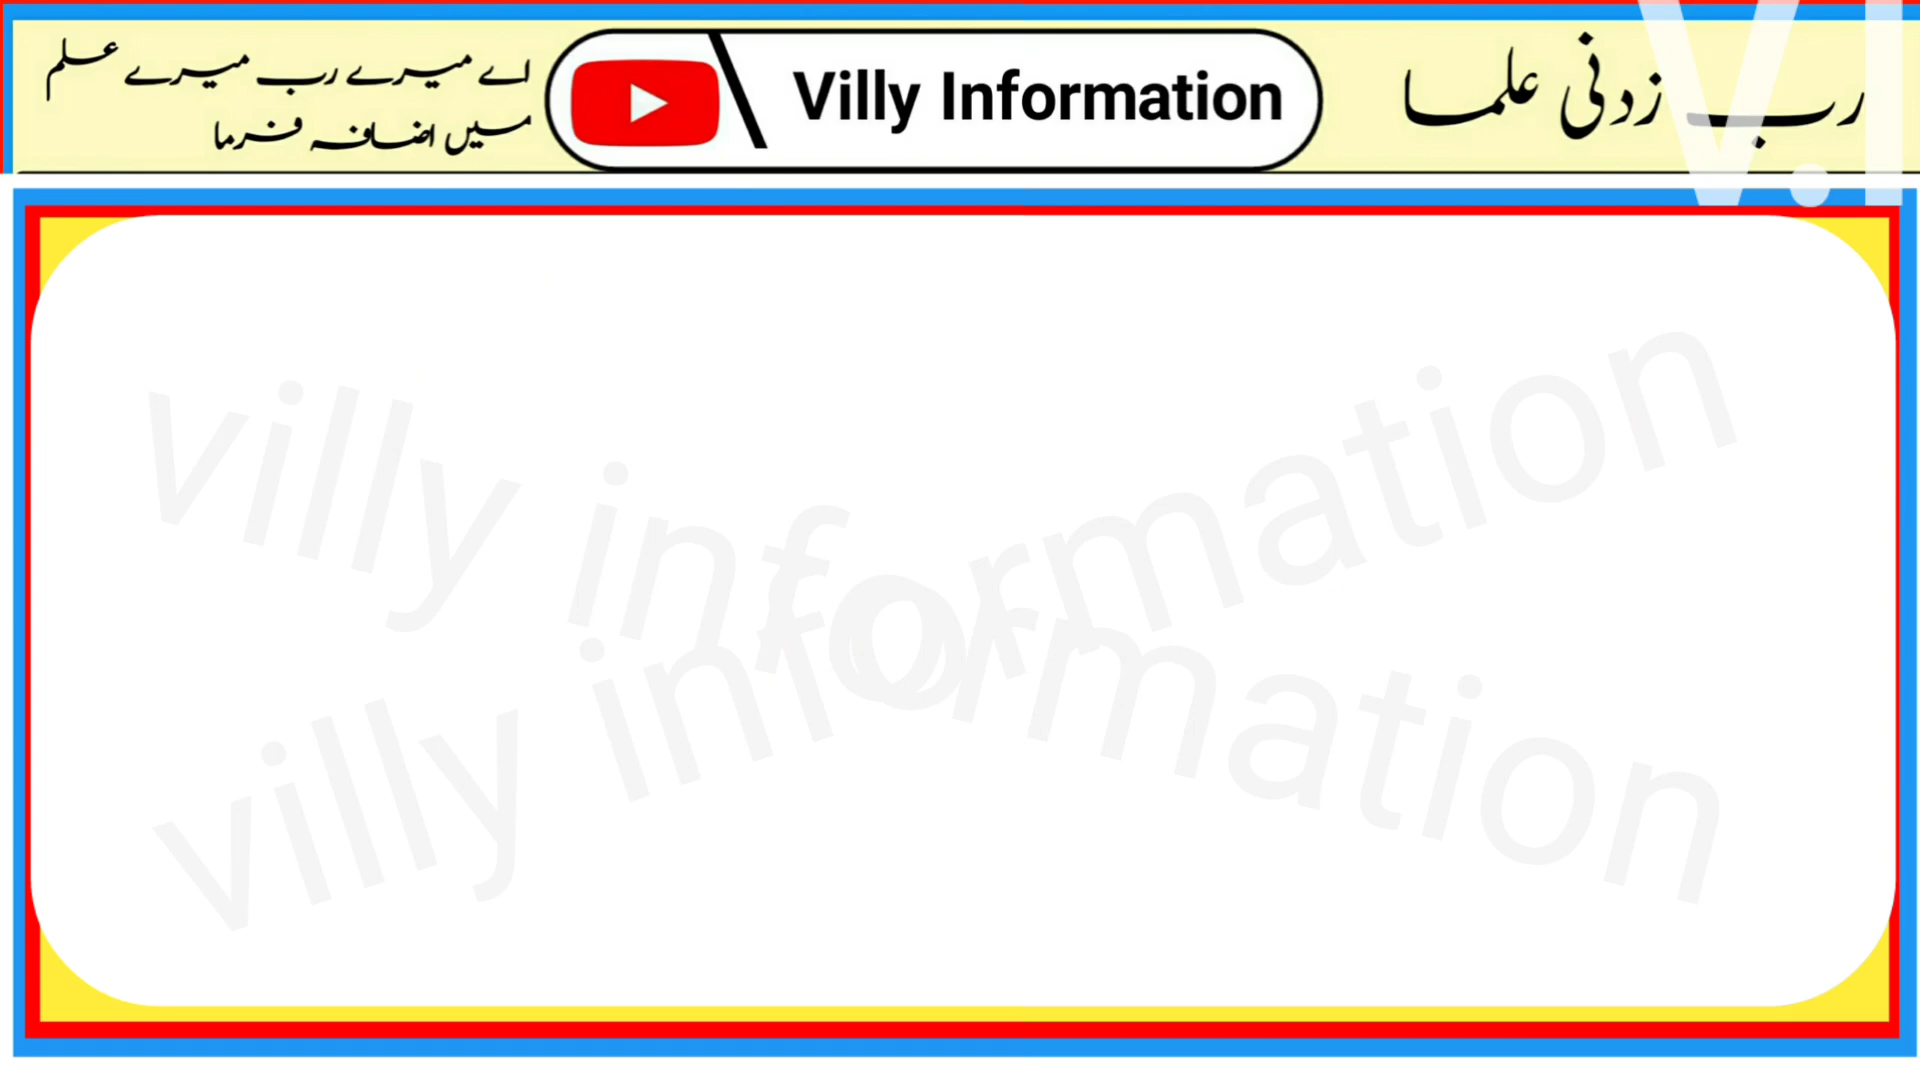 اے میرے رب میرے علم
میں اضافہ فرما
Villy Information
رب زدنی علما
V.I
villy information
villy information